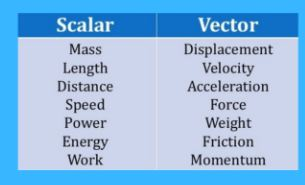 Scalar Vector
Mass Displacement
Length Velocity
Distance Acceleration
Speed Force
Power Weight
Energy Friction
Work Momentum